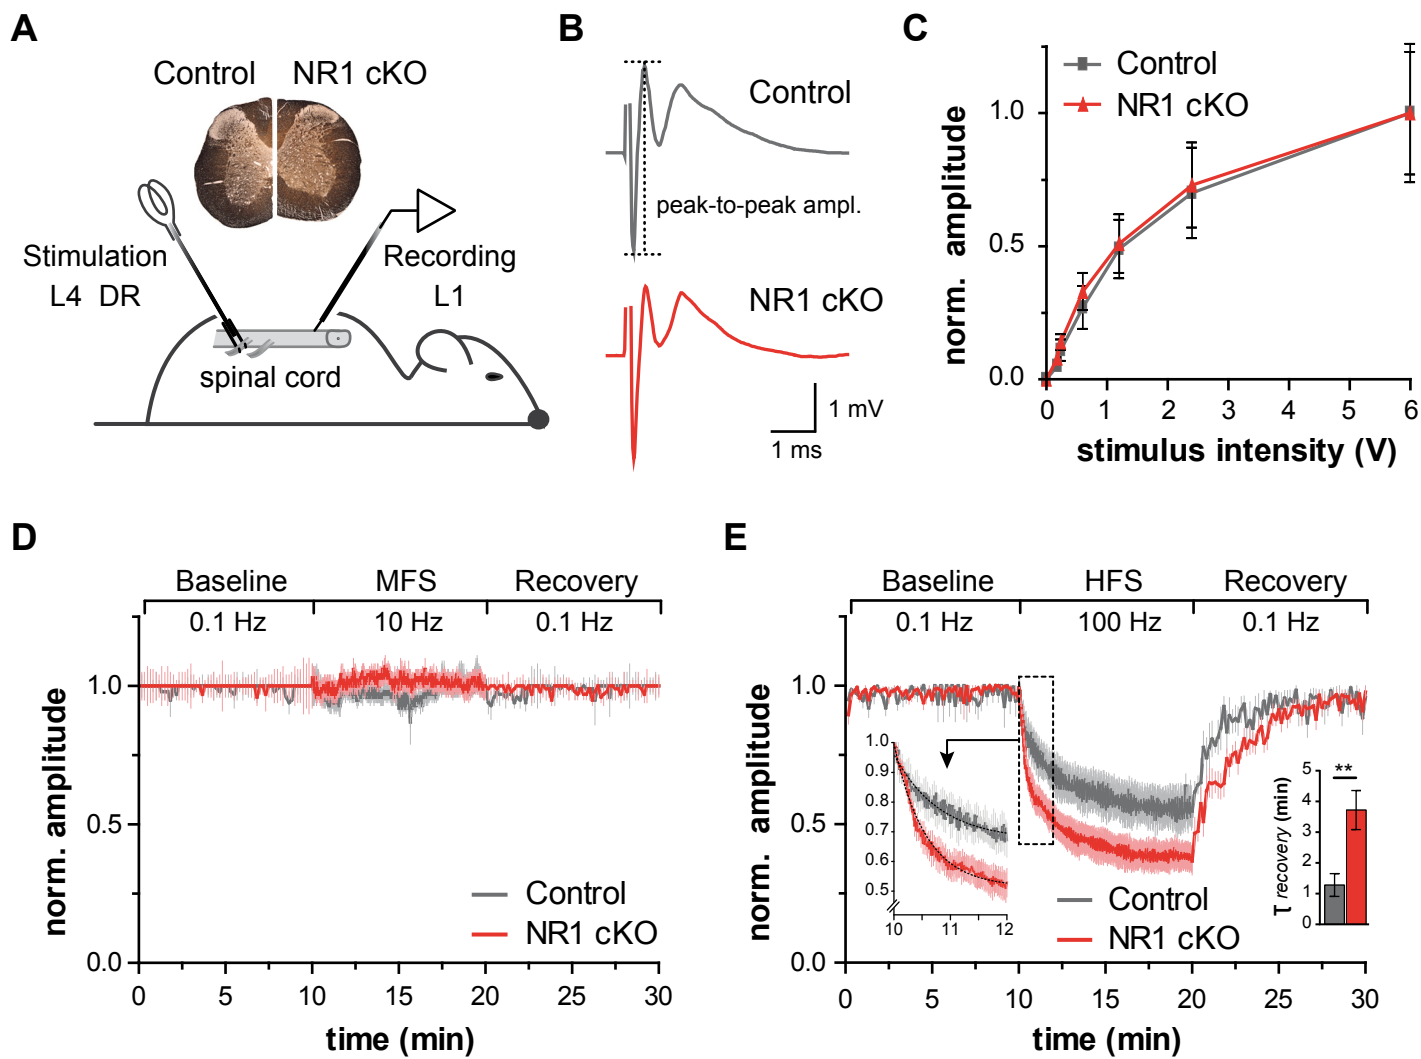 A
Control NR1 cKO
Stimulation
L4 DR
Recording
L1
spinal cord
B
Control
peak-to-peak ampl.
NR1 cKO
1 mV
1 ms
C
Control
NR1 cKO
norm. amplitude
1.0
0.5
0.0
0 1 2 3 4 5 6
stimulus intensity (V)
D
Baseline MFS Recovery
0.1 Hz 10 Hz 0.1 Hz
norm. amplitude
1.0
0.5
0.0
Control
NR1 cKO
0 5 10 15 20 25 30
time (min)
E
Baseline HFS Recovery
0.1 Hz 100 Hz 0.1 Hz
norm. amplitude
1.0
0.5
0.0
1.0
0.9
0.8
0.7
0.6
0.5
10 11 12
Control
NR1 cKO
**
τ recovery (min)
5
4
3
2
1
0
0 5 10 15 20 25 30
time (min)